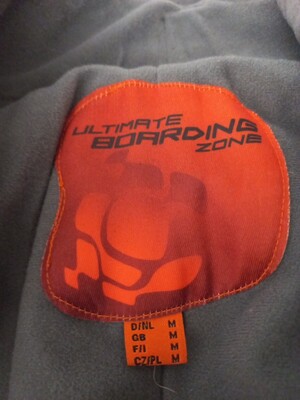 ULTIMATE
BOARDING
ZONE
D/NL M
GB M
F/I M
CZ/PL M